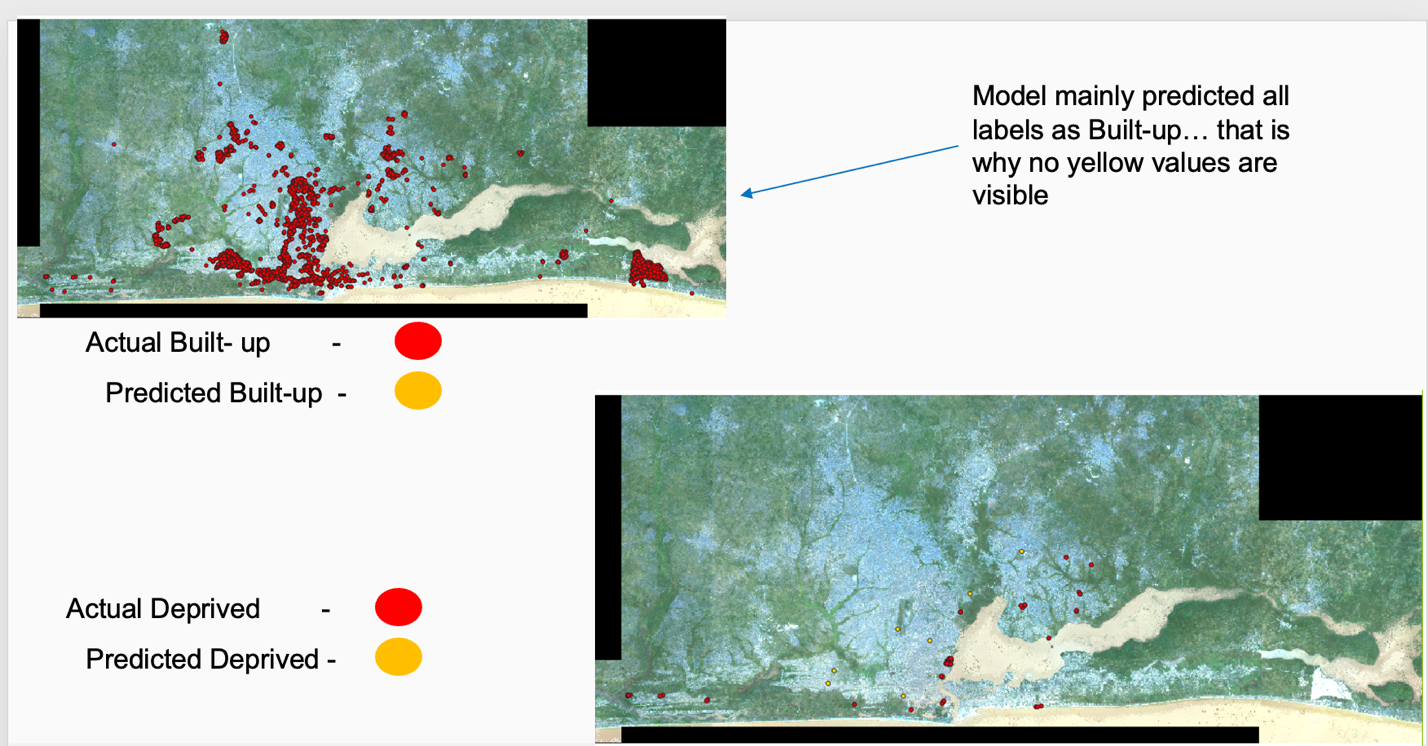 Model mainly predicted all
labels as Built-up… that is
why no yellow values are
visible
Actual Built- up -
Predicted Built-up -
Actual Deprived -
Predicted Deprived -